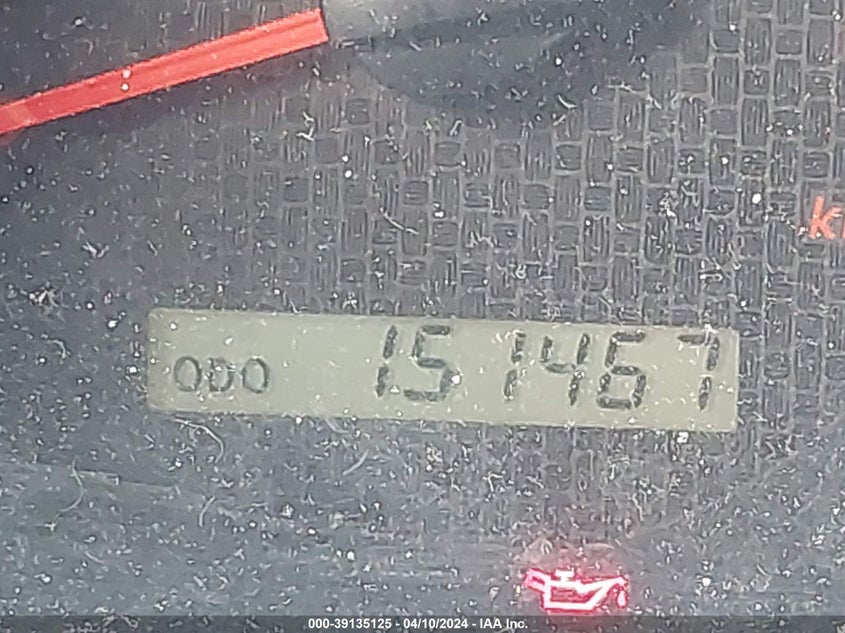 k
ODO 151467
000-39135125 - 04/10/2024 - IAA Inc.